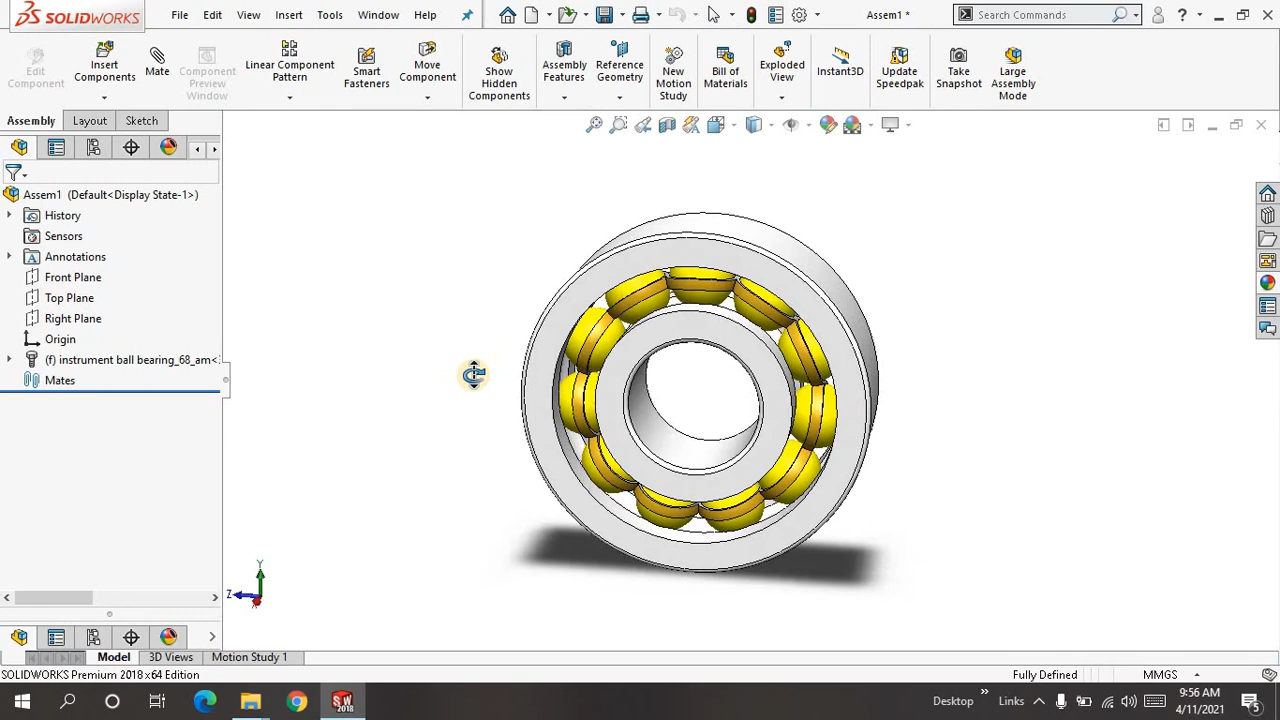 SOLIDWORKS File Edit View Insert Tools Window Help Assem1 * Search Commands ?
Edit Component
Insert Components
Mate
Component Preview Window
Linear Component Pattern
Smart Fasteners
Move Component
Show Hidden Components
Assembly Features
Reference Geometry
New Motion Study
Bill of Materials
Exploded View
Instant3D
Update Speedpak
Take Snapshot
Large Assembly Mode
Assembly Layout Sketch
Assem1 (Default<Display State-1>)
History
Sensors
Annotations
Front Plane
Top Plane
Right Plane
Origin
(f) instrument ball bearing_68_am<
Mates
Y
Z
Model 3D Views Motion Study 1
SOLIDWORKS Premium 2018 x64 Edition Fully Defined MMGS
SW 2018 Desktop Links 9:56 AM
4/11/2021 5